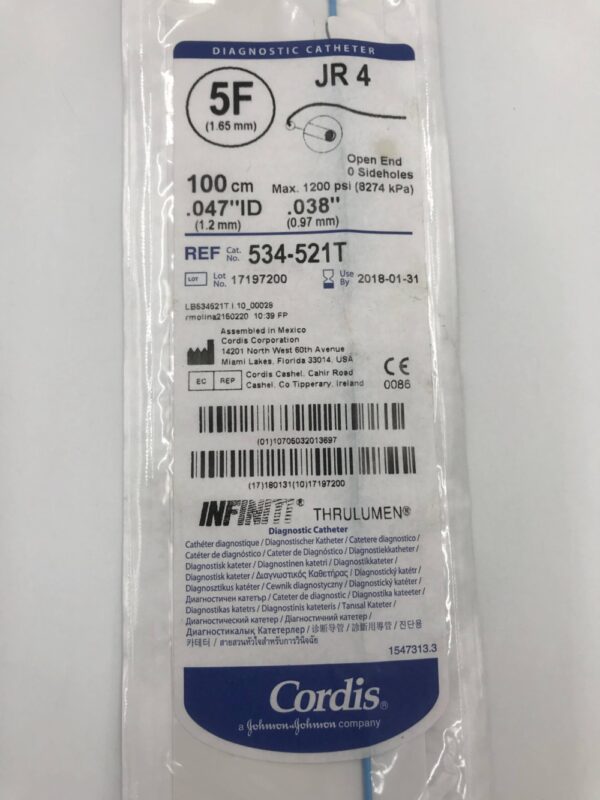 DIAGNOSTIC CATHETER
5F
(1.65 mm)
JR 4
Open End
0 Sideholes
100 cm
Max. 1200 psi (8274 kPa)
.047"ID
(1.2 mm)
.038"
(0.97 mm)
REF Cat. No. 534-521T
LOT Lot No. 17197200
Use By 2018-01-31
LB534521T I 10_00028
rmolina2150220 10:39 FP
Assembled in Mexico
Cordis Corporation
14201 North West 60th Avenue
Miami Lakes, Florida 33014, USA
EC REP
Cordis Cashel, Cahir Road
Cashel, Co Tipperary, Ireland
CE
0086
(01)10705032013697
(17)180131(10)17197200
INFINITI® THRULUMEN®
Diagnostic Catheter
Cathéter diagnostique / Diagnostischer Katheter / Catetere diagnostico /
Catéter de diagnóstico / Cateter de Diagnóstico / Diagnostiekkatheter /
Diagnostisk kateter / Diagnostinen katetri / Diagnostikkateter /
Diagnostisk kateter / Διαγνωστικός Καθετήρας / Diagnostický katétr /
Diagnosztikus katéter / Cewnik diagnostyczny / Diagnostický katéter /
Диагностичен катетър / Cateter de diagnostic / Diagnostika kateeter /
Diagnostikas katetrs / Diagnostinis kateteris / Tanısal Kateter /
Диагностический катетер / Діагностичний катетер /
Диагностикалық Катетерлер / 诊断导管 / 診斷用導管 / 진단용
카테터 / สายสวนหัวใจสำหรับการวินิจฉัย
1547313.3
Cordis®
a Johnson & Johnson company